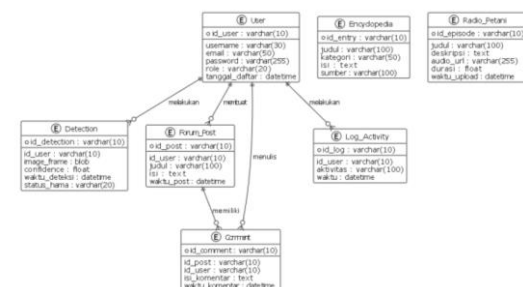 E User
id_user : varchar(10)
username : varchar(30)
email : varchar(50)
password : varchar(255)
role : varchar(20)
tanggal_daftar : datetime
E Encyclopedia
id_entry : varchar(10)
judul : varchar(100)
kategori : varchar(50)
isi : text
sumber : varchar(100)
E Radio_Petani
id_episode : varchar(10)
judul : varchar(100)
deskripsi : text
audio_url : varchar(255)
durasi : float
waktu_upload : datetime
melakukan
membuat
melakukan
menulis
E Detection
id_detection : varchar(10)
id_user : varchar(10)
image_frame : blob
confidence : float
waktu_deteksi : datetime
status_hama : varchar(20)
E Forum_Post
id_post : varchar(10)
id_user : varchar(10)
judul : varchar(100)
isi : text
waktu_post : datetime
E Log_Activity
id_log : varchar(10)
id_user : varchar(10)
aktivitas : varchar(100)
waktu : datetime
memiliki
E Comment
id_comment : varchar(10)
id_post : varchar(10)
id_user : varchar(10)
isi_komentar : text
waktu_komentar : datetime